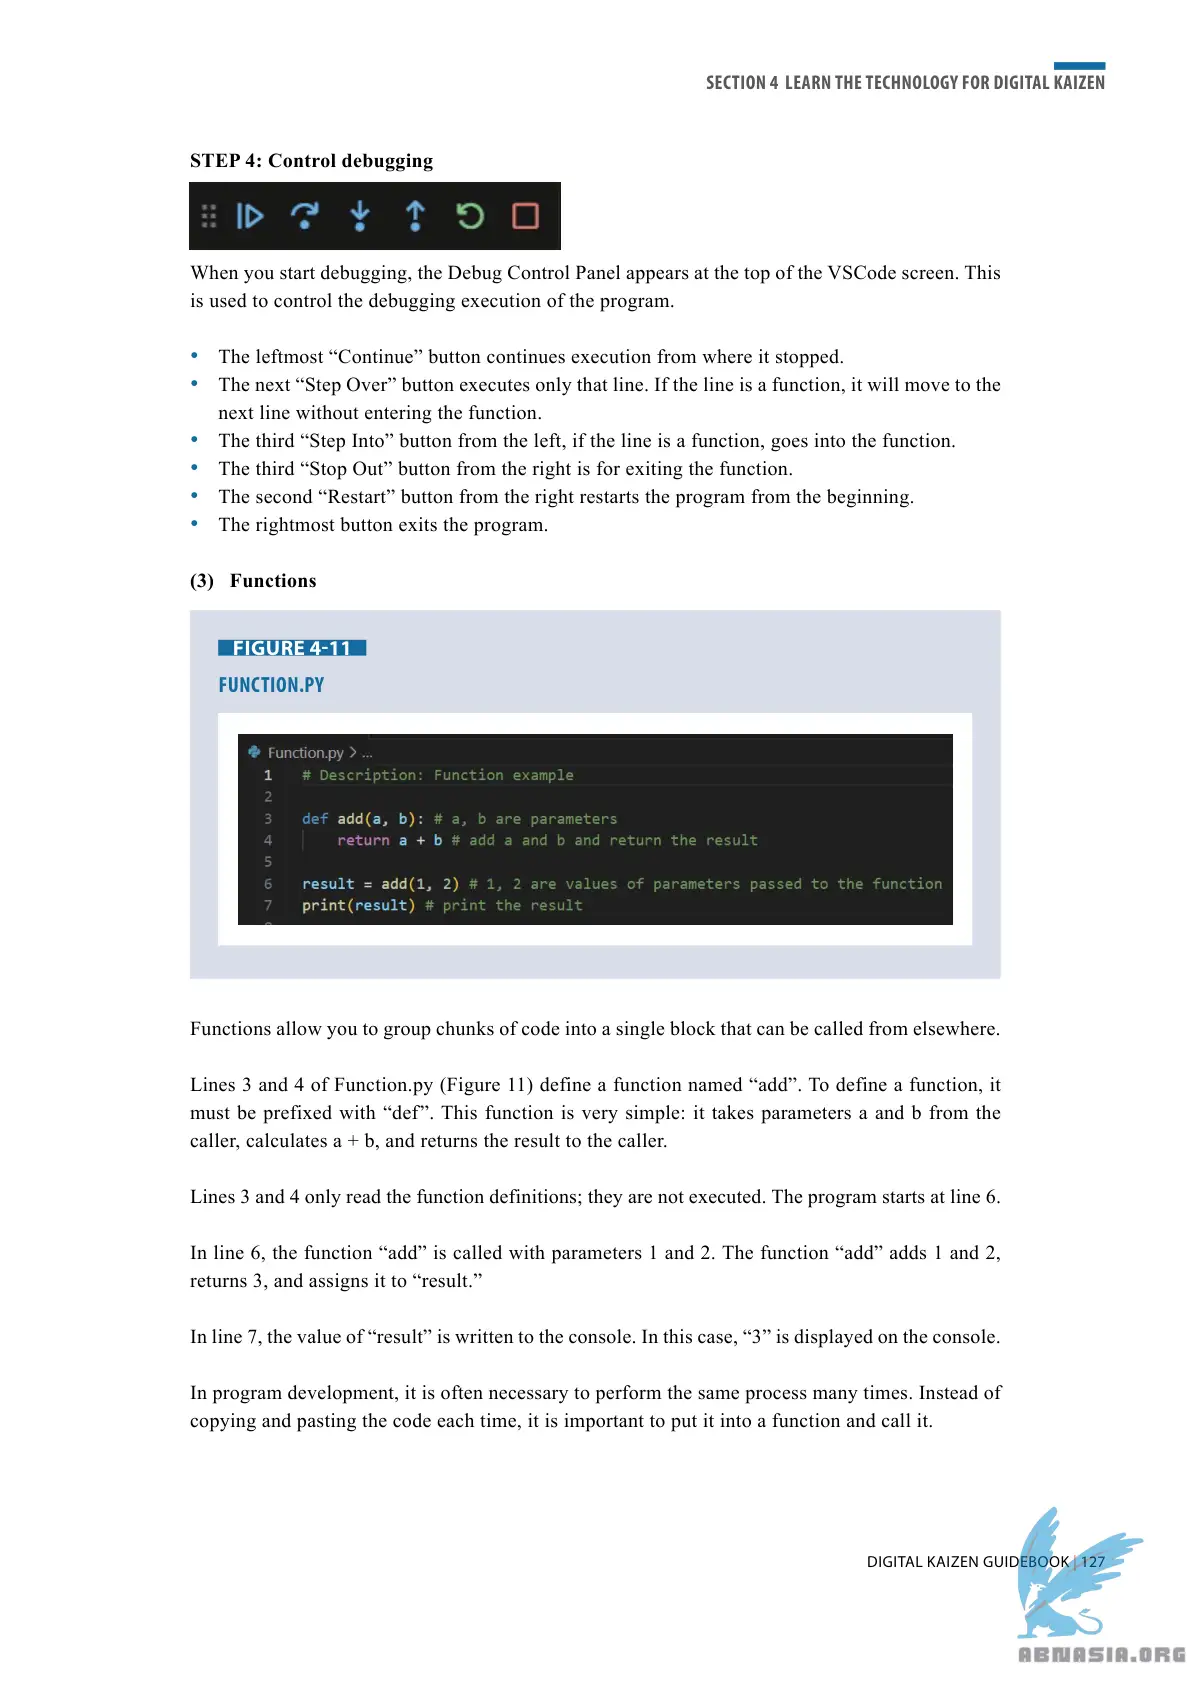 SECTION 4 LEARN THE TECHNOLOGY FOR DIGITAL KAIZEN
STEP 4: Control debugging
When you start debugging, the Debug Control Panel appears at the top of the VSCode screen. This
is used to control the debugging execution of the program.
• The leftmost “Continue” button continues execution from where it stopped.
• The next “Step Over” button executes only that line. If the line is a function, it will move to the
next line without entering the function.
• The third “Step Into” button from the left, if the line is a function, goes into the function.
• The third “Stop Out” button from the right is for exiting the function.
• The second “Restart” button from the right restarts the program from the beginning.
• The rightmost button exits the program.
(3) Functions
FIGURE 4-11
FUNCTION.PY
Function.py > ...
1 # Description: Function example
2
3 def add(a, b): # a, b are parameters
4 return a + b # add a and b and return the result
5
6 result = add(1, 2) # 1, 2 are values of parameters passed to the function
7 print(result) # print the result
Functions allow you to group chunks of code into a single block that can be called from elsewhere.
Lines 3 and 4 of Function.py (Figure 11) define a function named “add”. To define a function, it
must be prefixed with “def”. This function is very simple: it takes parameters a and b from the
caller, calculates a + b, and returns the result to the caller.
Lines 3 and 4 only read the function definitions; they are not executed. The program starts at line 6.
In line 6, the function “add” is called with parameters 1 and 2. The function “add” adds 1 and 2,
returns 3, and assigns it to “result.”
In line 7, the value of “result” is written to the console. In this case, “3” is displayed on the console.
In program development, it is often necessary to perform the same process many times. Instead of
copying and pasting the code each time, it is important to put it into a function and call it.
DIGITAL KAIZEN GUIDEBOOK | 127
ABNASIA.ORG